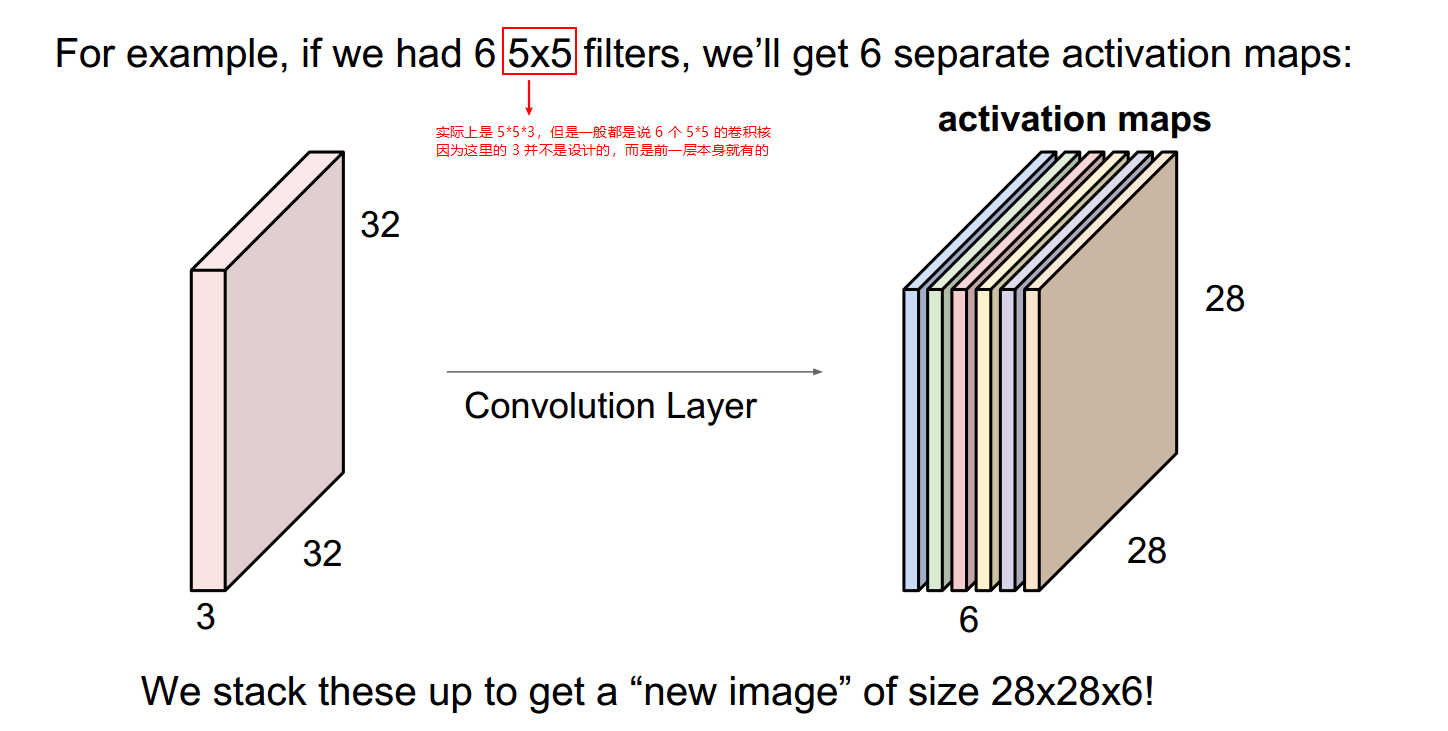 For example, if we had 6 5x5 filters, we’ll get 6 separate activation maps:
实际上是 5*5*3，但是一般都是说 6 个 5*5 的卷积核
因为这里的 3 并不是设计的，而是前一层本身就有的
activation maps
32
32
3
Convolution Layer
28
28
6
We stack these up to get a “new image” of size 28x28x6!